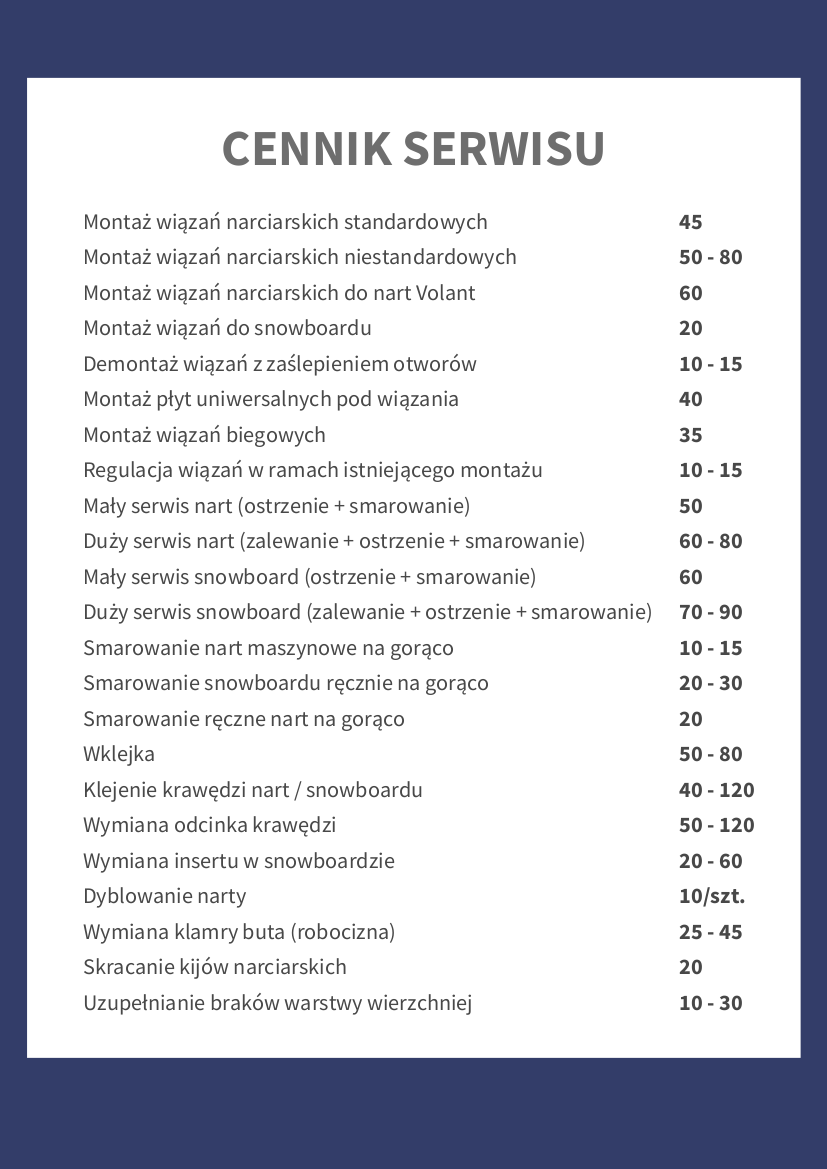 CENNIK SERWISU
Montaż wiązań narciarskich standardowych 45
Montaż wiązań narciarskich niestandardowych 50 - 80
Montaż wiązań narciarskich do nart Volant 60
Montaż wiązań do snowboardu 20
Demontaż wiązań z zaślepieniem otworów 10 - 15
Montaż płyt uniwersalnych pod wiązania 40
Montaż wiązań biegowych 35
Regulacja wiązań w ramach istniejącego montażu 10 - 15
Mały serwis nart (ostrzenie + smarowanie) 50
Duży serwis nart (zalewanie + ostrzenie + smarowanie) 60 - 80
Mały serwis snowboard (ostrzenie + smarowanie) 60
Duży serwis snowboard (zalewanie + ostrzenie + smarowanie) 70 - 90
Smarowanie nart maszynowe na gorąco 10 - 15
Smarowanie snowboardu ręcznie na gorąco 20 - 30
Smarowanie ręczne nart na gorąco 20
Wklejka 50 - 80
Klejenie krawędzi nart / snowboardu 40 - 120
Wymiana odcinka krawędzi 50 - 120
Wymiana insertu w snowboardzie 20 - 60
Dyblowanie narty 10/szt.
Wymiana klamry buta (robocizna) 25 - 45
Skracanie kijów narciarskich 20
Uzupełnianie braków warstwy wierzchniej 10 - 30